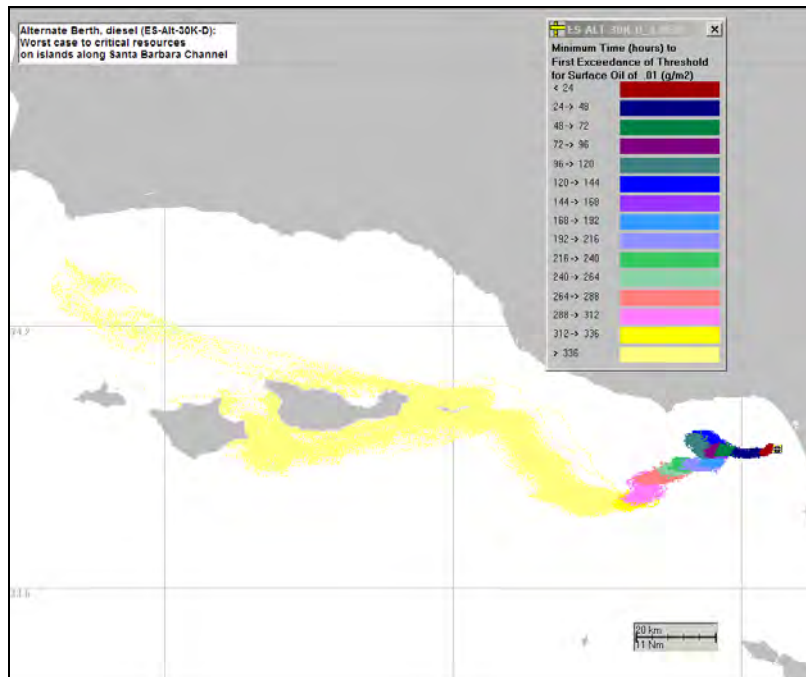 Alternate Berth, diesel (ES-Alt-30K-D):
Worst case to critical resources
on islands along Santa Barbara Channel
Minimum Time (hours) to
First Exceedance of Threshold
for Surface Oil of .01 (g/m2)
< 24
24-> 48
48-> 72
72-> 96
96-> 120
120-> 144
144-> 168
168-> 192
192-> 216
216-> 240
240-> 264
264-> 288
288-> 312
312-> 336
> 336
20 km
11 Nm